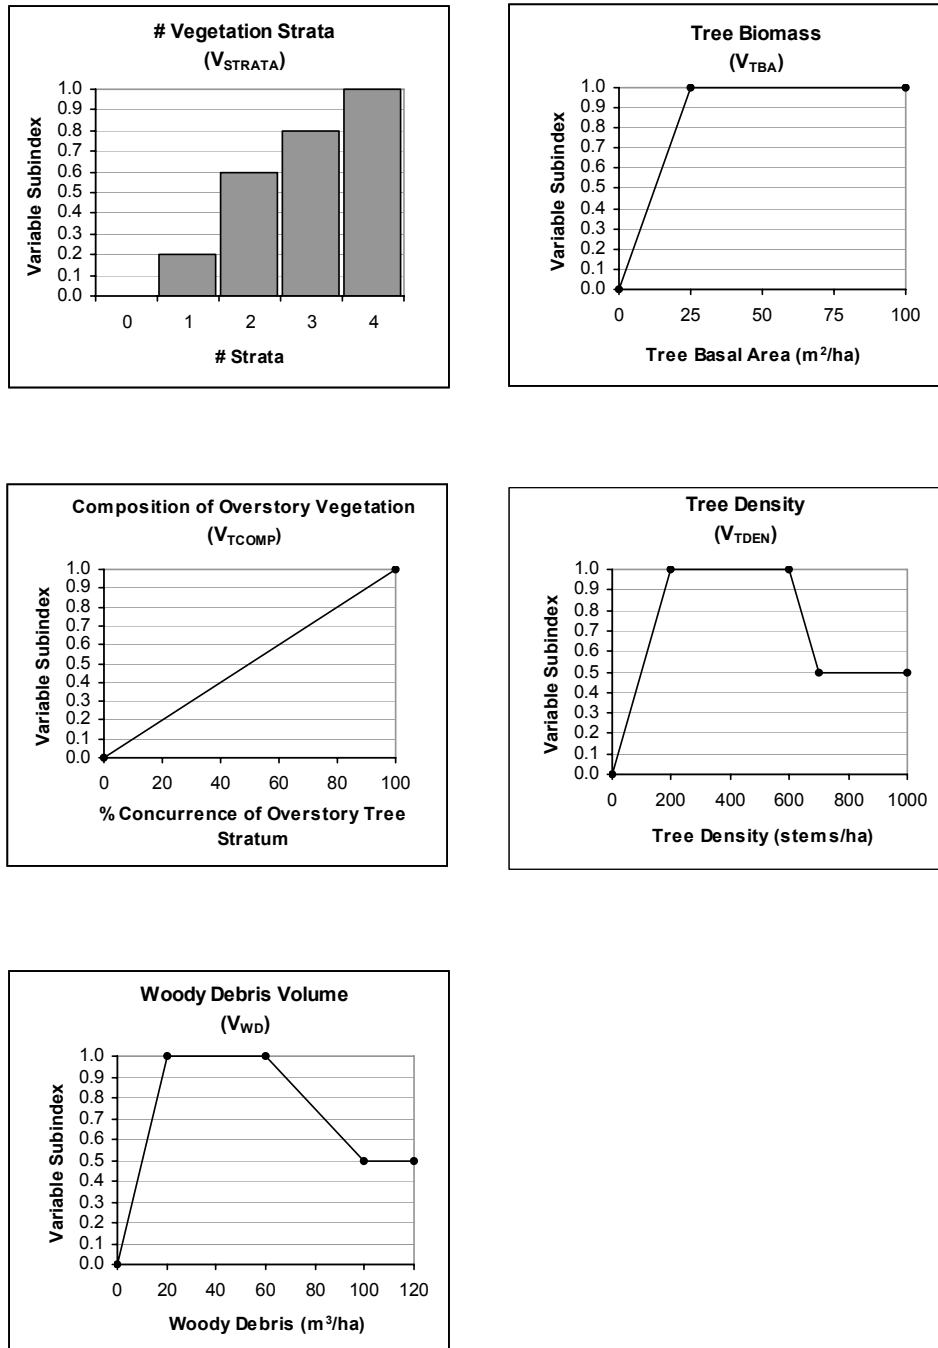 # Vegetation Strata
(V_STRATA)
Variable Subindex
1.0
0.9
0.8
0.7
0.6
0.5
0.4
0.3
0.2
0.1
0.0
0 1 2 3 4
# Strata
Tree Biomass
(V_TBA)
Variable Subindex
1.0
0.9
0.8
0.7
0.6
0.5
0.4
0.3
0.2
0.1
0.0
0 25 50 75 100
Tree Basal Area (m²/ha)
Composition of Overstory Vegetation
(V_TCOMP)
Variable Subindex
1.0
0.9
0.8
0.7
0.6
0.5
0.4
0.3
0.2
0.1
0.0
0 20 40 60 80 100
% Concurrence of Overstory Tree
Stratum
Tree Density
(V_TDEN)
Variable Subindex
1.0
0.9
0.8
0.7
0.6
0.5
0.4
0.3
0.2
0.1
0.0
0 200 400 600 800 1000
Tree Density (stems/ha)
Woody Debris Volume
(V_WD)
Variable Subindex
1.0
0.9
0.8
0.7
0.6
0.5
0.4
0.3
0.2
0.1
0.0
0 20 40 60 80 100 120
Woody Debris (m³/ha)